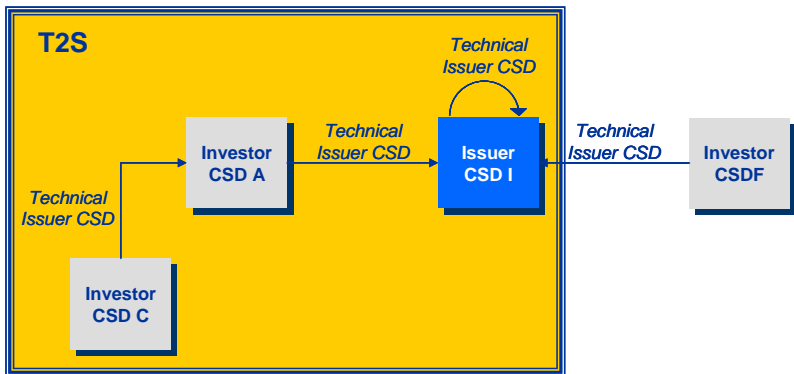 T2S
Technical
Issuer CSD
Investor
CSD A
Technical
Issuer CSD
Issuer
CSD I
Technical
Issuer CSD
Investor
CSDF
Technical
Issuer CSD
Investor
CSD C